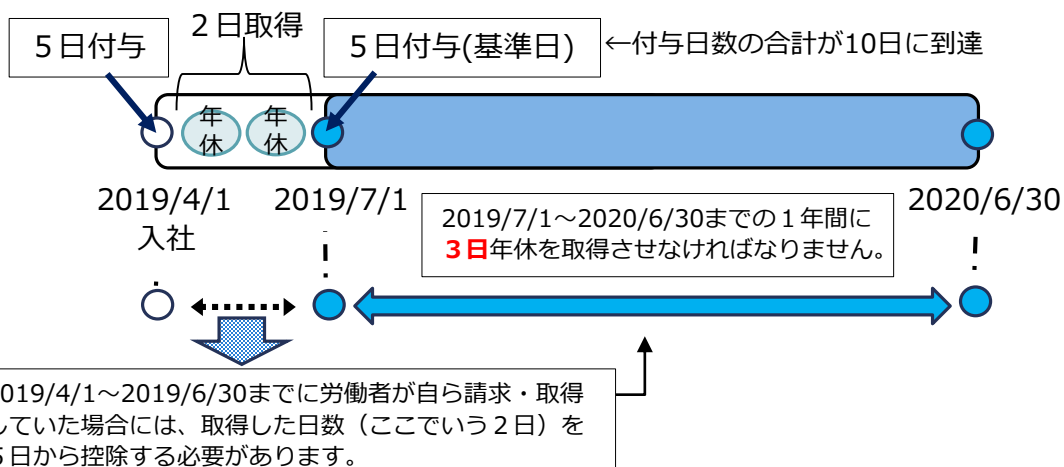 ２日取得
５日付与
５日付与(基準日)
←付与日数の合計が10日に到達
年休
年休
2019/4/1
入社
2019/7/1
2020/6/30
2019/7/1～2020/6/30までの１年間に
３日年休を取得させなければなりません。
019/4/1～2019/6/30までに労働者が自ら請求・取得
していた場合には、取得した日数（ここでいう２日）を
５日から控除する必要があります。